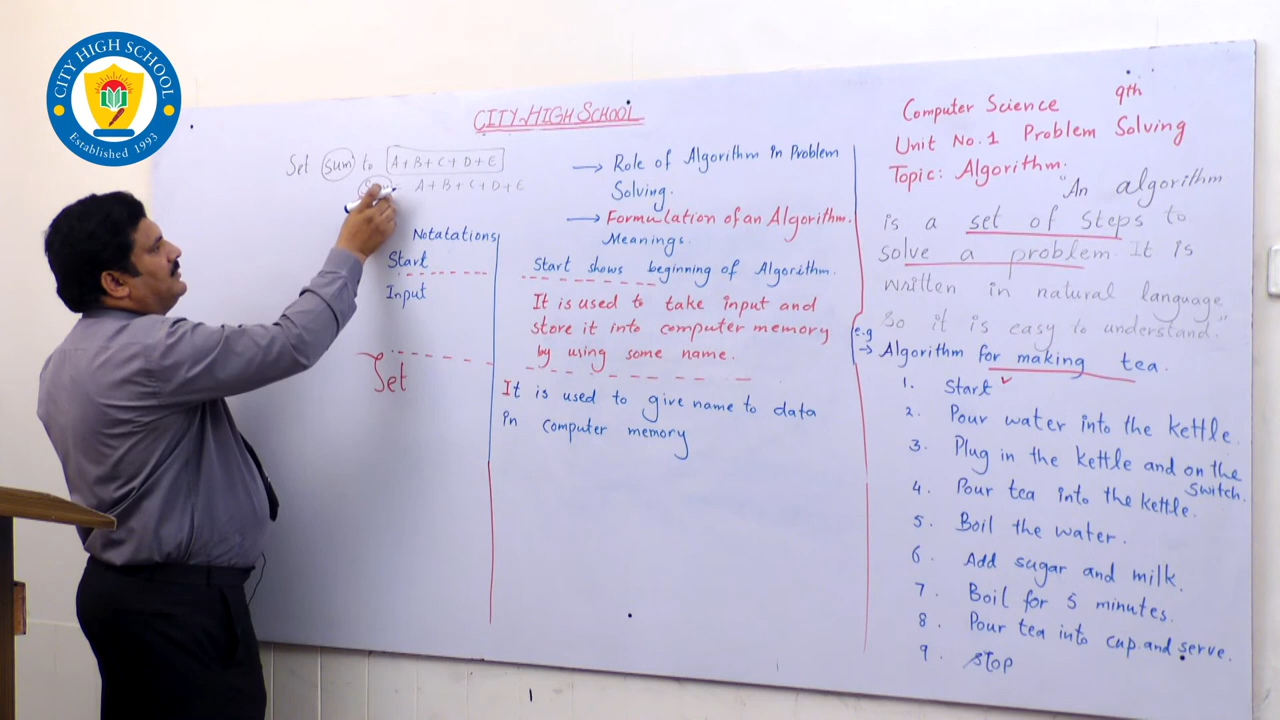 CITY HIGH SCHOOL
Established 1993
CITY HIGH SCHOOL
Set sum to A+B+C+D+E
A+B+C+D+E
Notatations
Start
Input
Set
→ Role of Algorithm in Problem
Solving.
→ Formulation of an Algorithm.
Meanings.
Start shows beginning of Algorithm.
It is used to take input and
store it into computer memory
by using some name.
It is used to give name to data
in computer memory
Computer Science 9th
Unit No.1 Problem Solving
Topic: Algorithm.
"An algorithm
is a set of steps to
solve a problem. It is
written in natural language
so it is easy to understand."
e.g
→ Algorithm for making tea.
1. Start ✓
2. Pour water into the kettle.
3. Plug in the kettle and on the
switch.
4. Pour tea into the kettle.
5. Boil the water.
6. Add sugar and milk.
7. Boil for 5 minutes.
8. Pour tea into cup and serve.
9. Stop